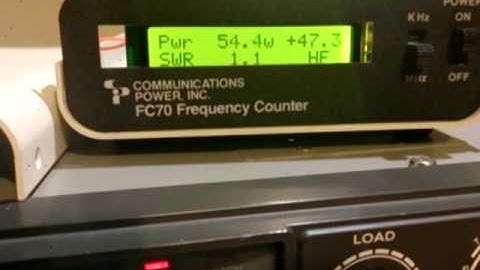 Pwr 54.4w +47.3
SWR 1.1 HF
KHz
MHz
POWER
ON
OFF
COMMUNICATIONS
POWER, INC.
FC70 Frequency Counter
LOAD